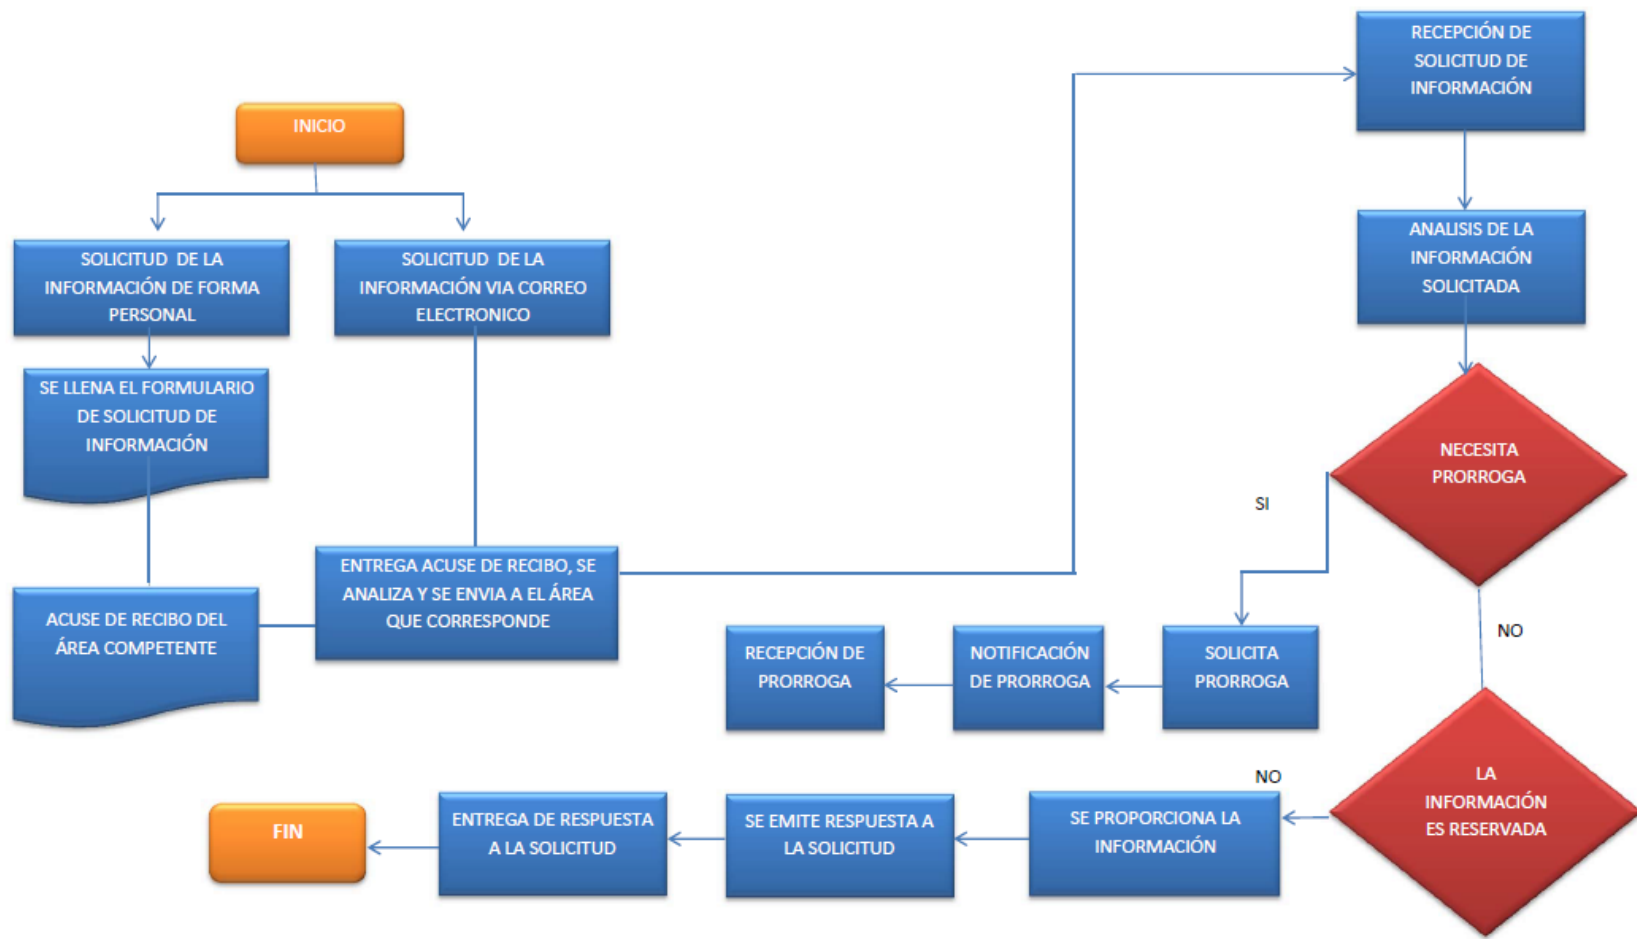 INICIO
SOLICITUD DE LA
INFORMACIÓN DE FORMA
PERSONAL
SOLICITUD DE LA
INFORMACIÓN VIA CORREO
ELECTRONICO
SE LLENA EL FORMULARIO
DE SOLICITUD DE
INFORMACIÓN
ACUSE DE RECIBO DEL
ÁREA COMPETENTE
ENTREGA ACUSE DE RECIBO, SE
ANALIZA Y SE ENVIA A EL ÁREA
QUE CORRESPONDE
RECEPCIÓN DE
SOLICITUD DE
INFORMACIÓN
ANALISIS DE LA
INFORMACIÓN
SOLICITADA
NECESITA
PRORROGA
SI
SOLICITA
PRORROGA
NOTIFICACIÓN
DE PRORROGA
RECEPCIÓN DE
PRORROGA
NO
LA
INFORMACIÓN
ES RESERVADA
NO
SE PROPORCIONA LA
INFORMACIÓN
SE EMITE RESPUESTA A
LA SOLICITUD
ENTREGA DE RESPUESTA
A LA SOLICITUD
FIN